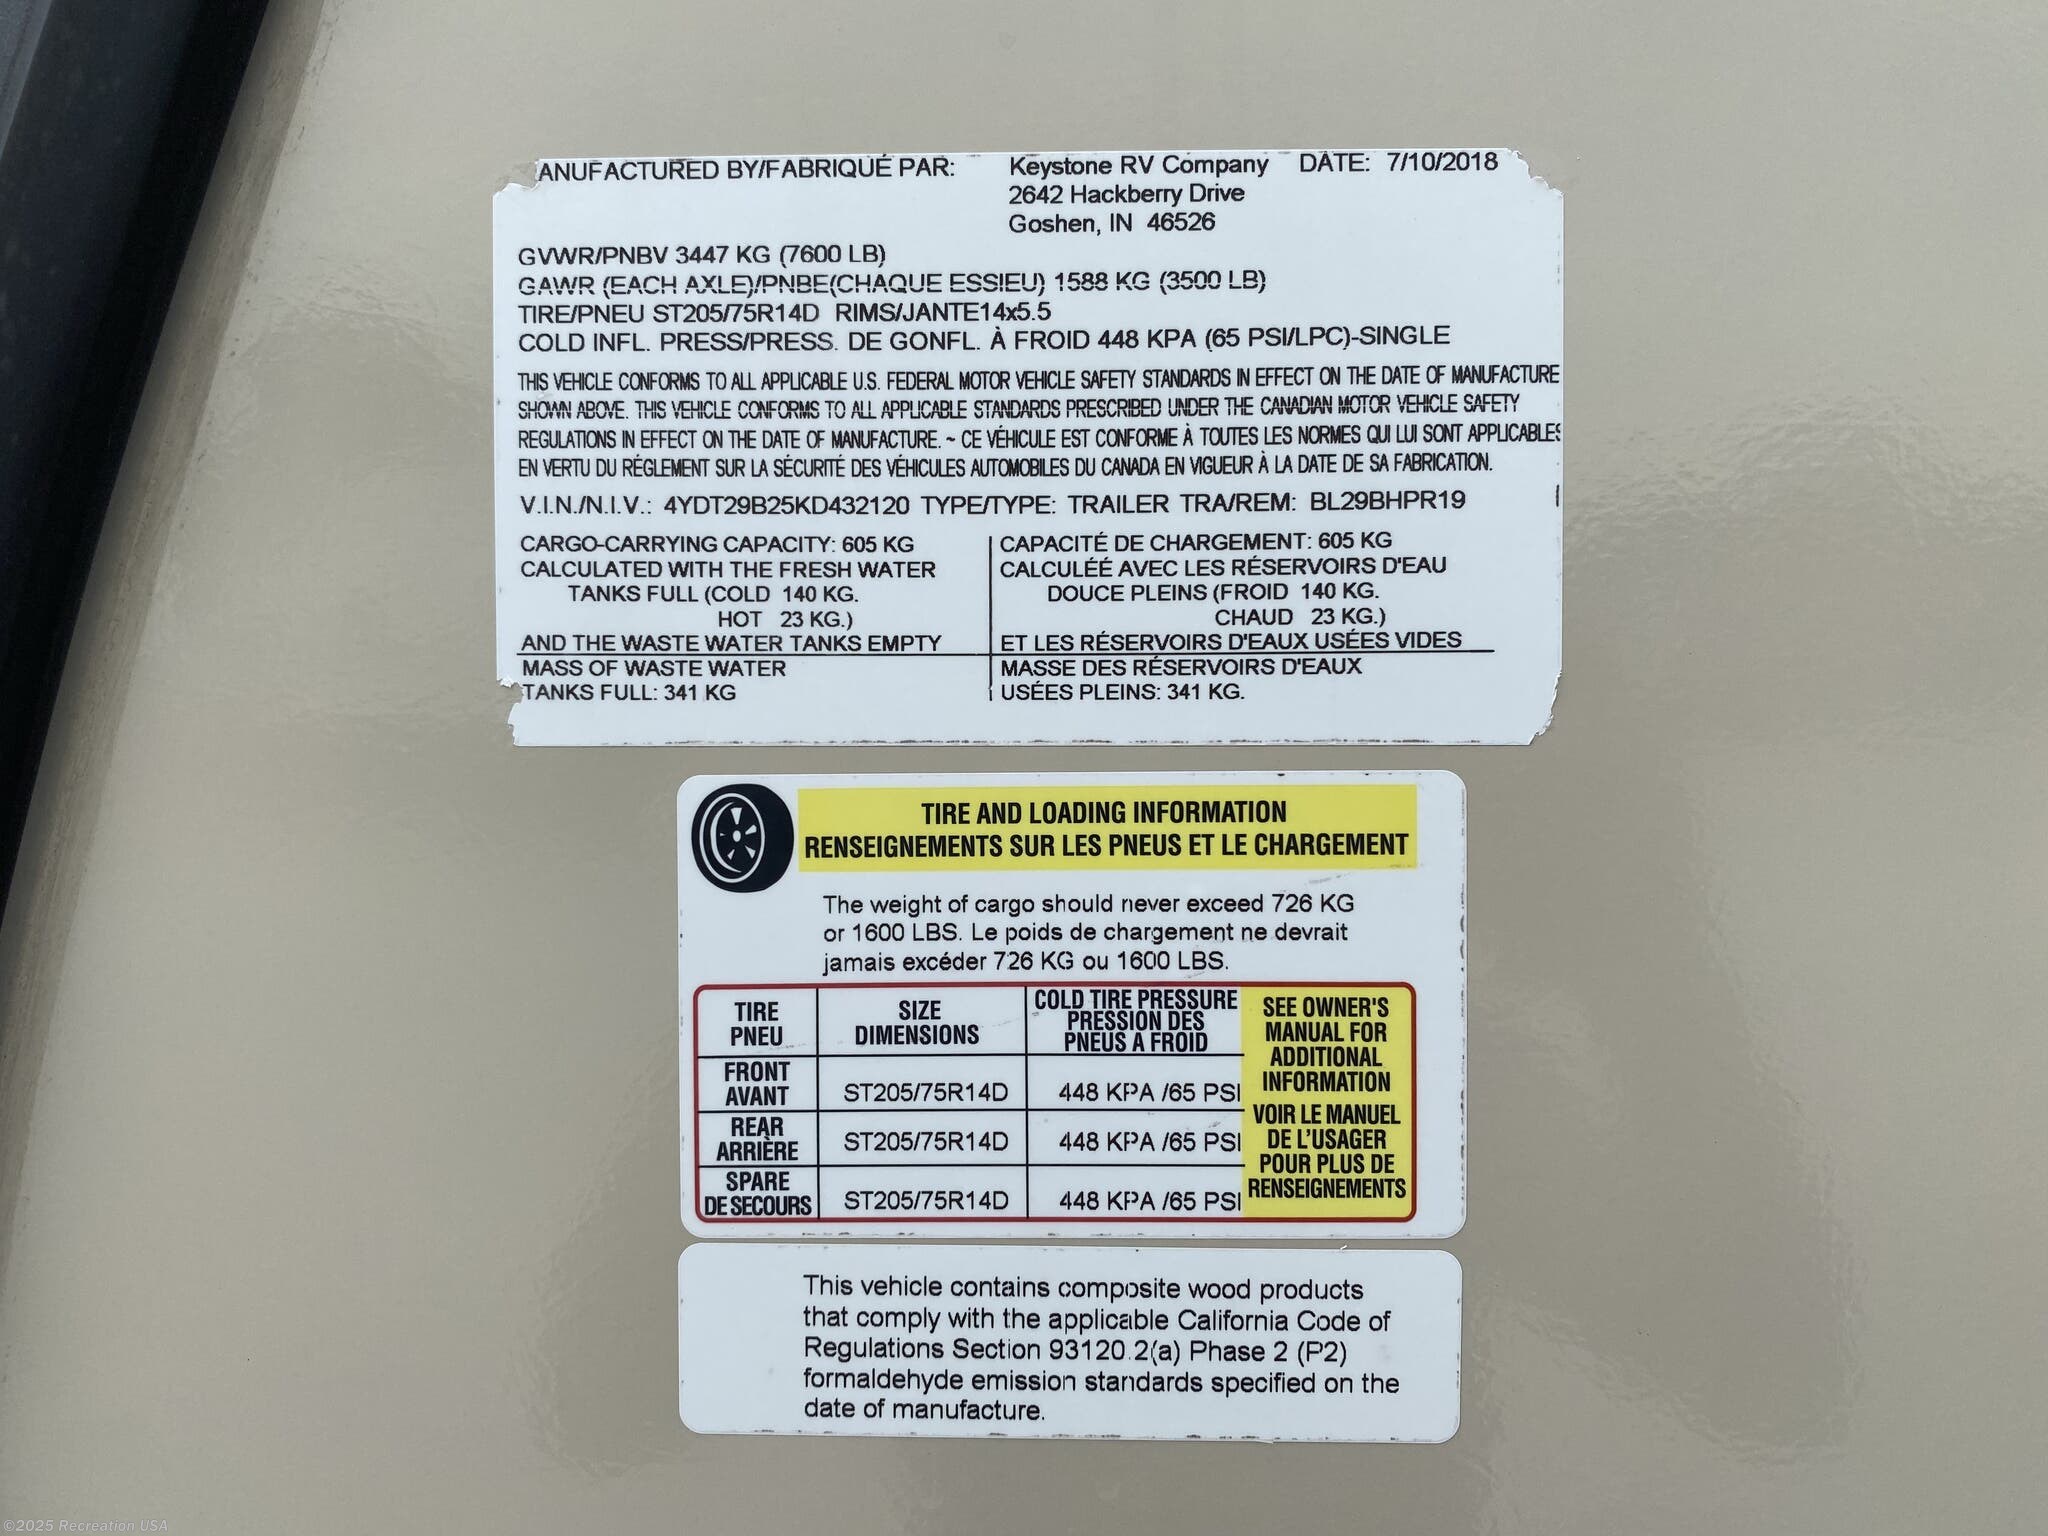 ANUFACTURED BY/FABRIQUÉ PAR: Keystone RV Company DATE: 7/10/2018
2642 Hackberry Drive
Goshen, IN 46526
GVWR/PNBV 3447 KG (7600 LB)
GAWR (EACH AXLE)/PNBE(CHAQUE ESSIEU) 1588 KG (3500 LB)
TIRE/PNEU ST205/75R14D RIMS/JANTE14x5.5
COLD INFL. PRESS/PRESS. DE GONFL. À FROID 448 KPA (65 PSI/LPC)-SINGLE
THIS VEHICLE CONFORMS TO ALL APPLICABLE U.S. FEDERAL MOTOR VEHICLE SAFETY STANDARDS IN EFFECT ON THE DATE OF MANUFACTURE
SHOWN ABOVE. THIS VEHICLE CONFORMS TO ALL APPLICABLE STANDARDS PRESCRIBED UNDER THE CANADIAN MOTOR VEHICLE SAFETY
REGULATIONS IN EFFECT ON THE DATE OF MANUFACTURE. ~ CE VÉHICULE EST CONFORME À TOUTES LES NORMES QUI LUI SONT APPLICABLES
EN VERTU DU RÉGLEMENT SUR LA SÉCURITÉ DES VÉHICULES AUTOMOBILES DU CANADA EN VIGUEUR À LA DATE DE SA FABRICATION.
V.I.N./N.I.V.: 4YDT29B25KD432120 TYPE/TYPE: TRAILER TRA/REM: BL29BHPR19
CARGO-CARRYING CAPACITY: 605 KG
CALCULATED WITH THE FRESH WATER
TANKS FULL (COLD 140 KG.
HOT 23 KG.)
AND THE WASTE WATER TANKS EMPTY
MASS OF WASTE WATER
TANKS FULL: 341 KG
CAPACITÉ DE CHARGEMENT: 605 KG
CALCULÉÉ AVEC LES RÉSERVOIRS D'EAU
DOUCE PLEINS (FROID 140 KG.
CHAUD 23 KG.)
ET LES RÉSERVOIRS D'EAUX USÉES VIDES
MASSE DES RÉSERVOIRS D'EAUX
USÉES PLEINS: 341 KG.
TIRE AND LOADING INFORMATION
RENSEIGNEMENTS SUR LES PNEUS ET LE CHARGEMENT
The weight of cargo should never exceed 726 KG
or 1600 LBS. Le poids de chargement ne devrait
jamais excéder 726 KG ou 1600 LBS.
TIRE
PNEU
SIZE
DIMENSIONS
COLD TIRE PRESSURE
PRESSION DES
PNEUS A FROID
FRONT
AVANT
ST205/75R14D
448 KPA /65 PSI
REAR
ARRIÈRE
ST205/75R14D
448 KPA /65 PSI
SPARE
DE SECOURS
ST205/75R14D
448 KPA /65 PSI
SEE OWNER'S
MANUAL FOR
ADDITIONAL
INFORMATION
VOIR LE MANUEL
DE L'USAGER
POUR PLUS DE
RENSEIGNEMENTS
This vehicle contains composite wood products
that comply with the applicable California Code of
Regulations Section 93120.2(a) Phase 2 (P2)
formaldehyde emission standards specified on the
date of manufacture.
©2025 Recreation USA